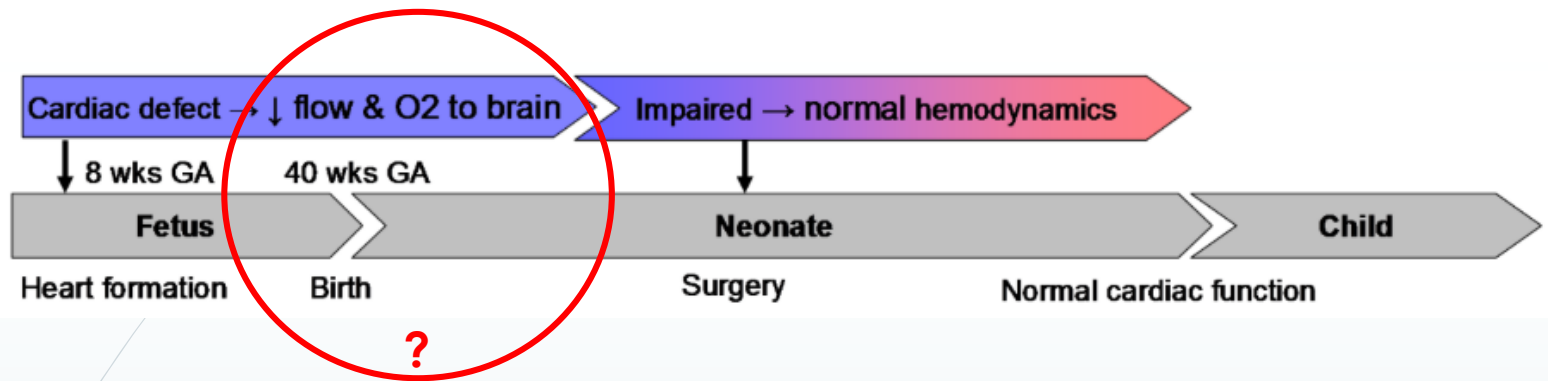 Cardiac defect → ↓ flow & O2 to brain
Impaired → normal hemodynamics
8 wks GA
40 wks GA
Fetus
Neonate
Child
Heart formation
Birth
Surgery
Normal cardiac function
?